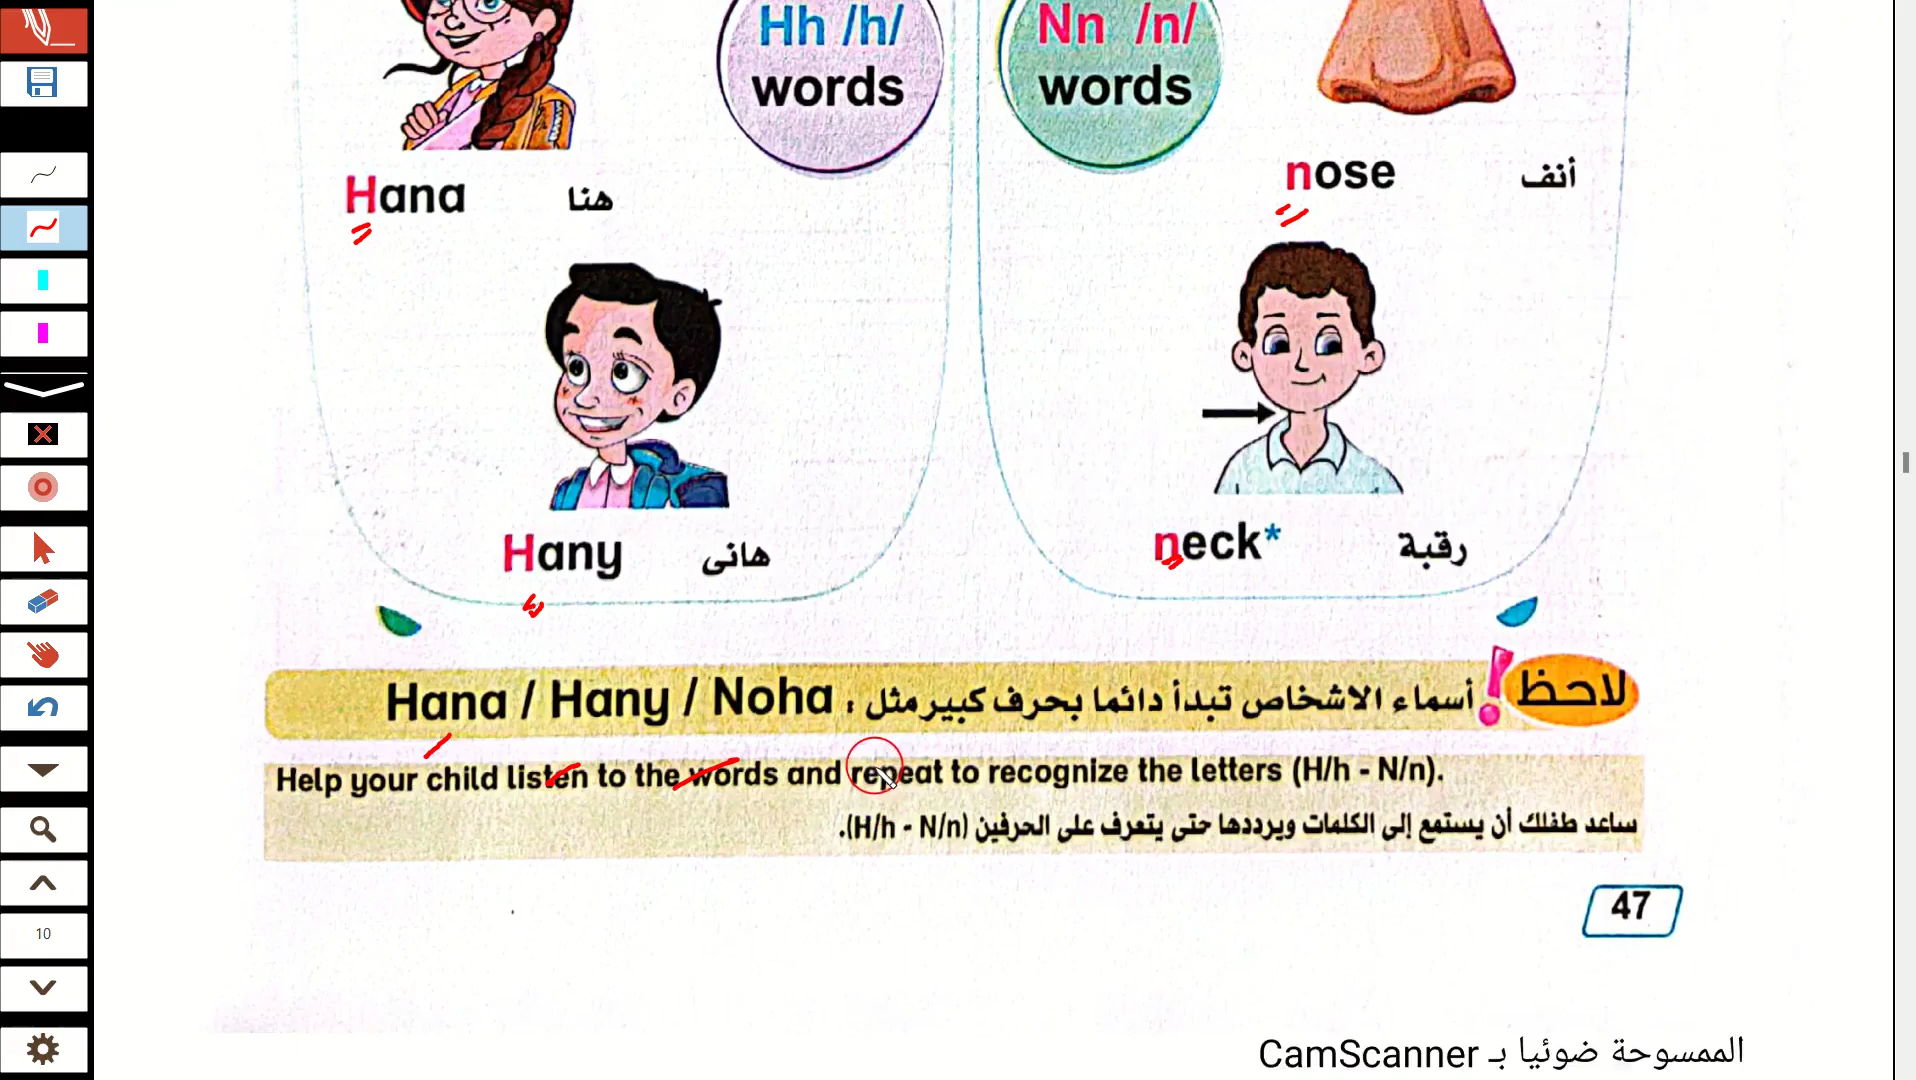 Hh /h/
words
Nn /n/
words
Hana هنا
nose أنف
Hany هانى
neck* رقبة
لاحظ ! أسماء الاشخاص تبدأ دائما بحرف كبير مثل : Hana / Hany / Noha
Help your child listen to the words and repeat to recognize the letters (H/h - N/n).
ساعد طفلك أن يستمع إلى الكلمات ويرددها حتى يتعرف على الحرفين (H/h - N/n).
47
10
الممسوحة ضوئيا بـ CamScanner